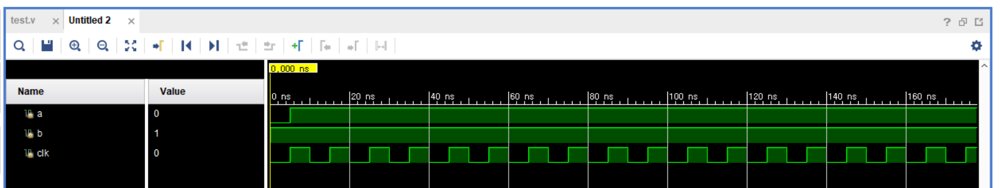 test.v × Untitled 2 ×
?
0,000 ns
Name Value
0 ns 20 ns 40 ns 60 ns 80 ns 100 ns 120 ns 140 ns 160 ns
a 0
b 1
clk 0